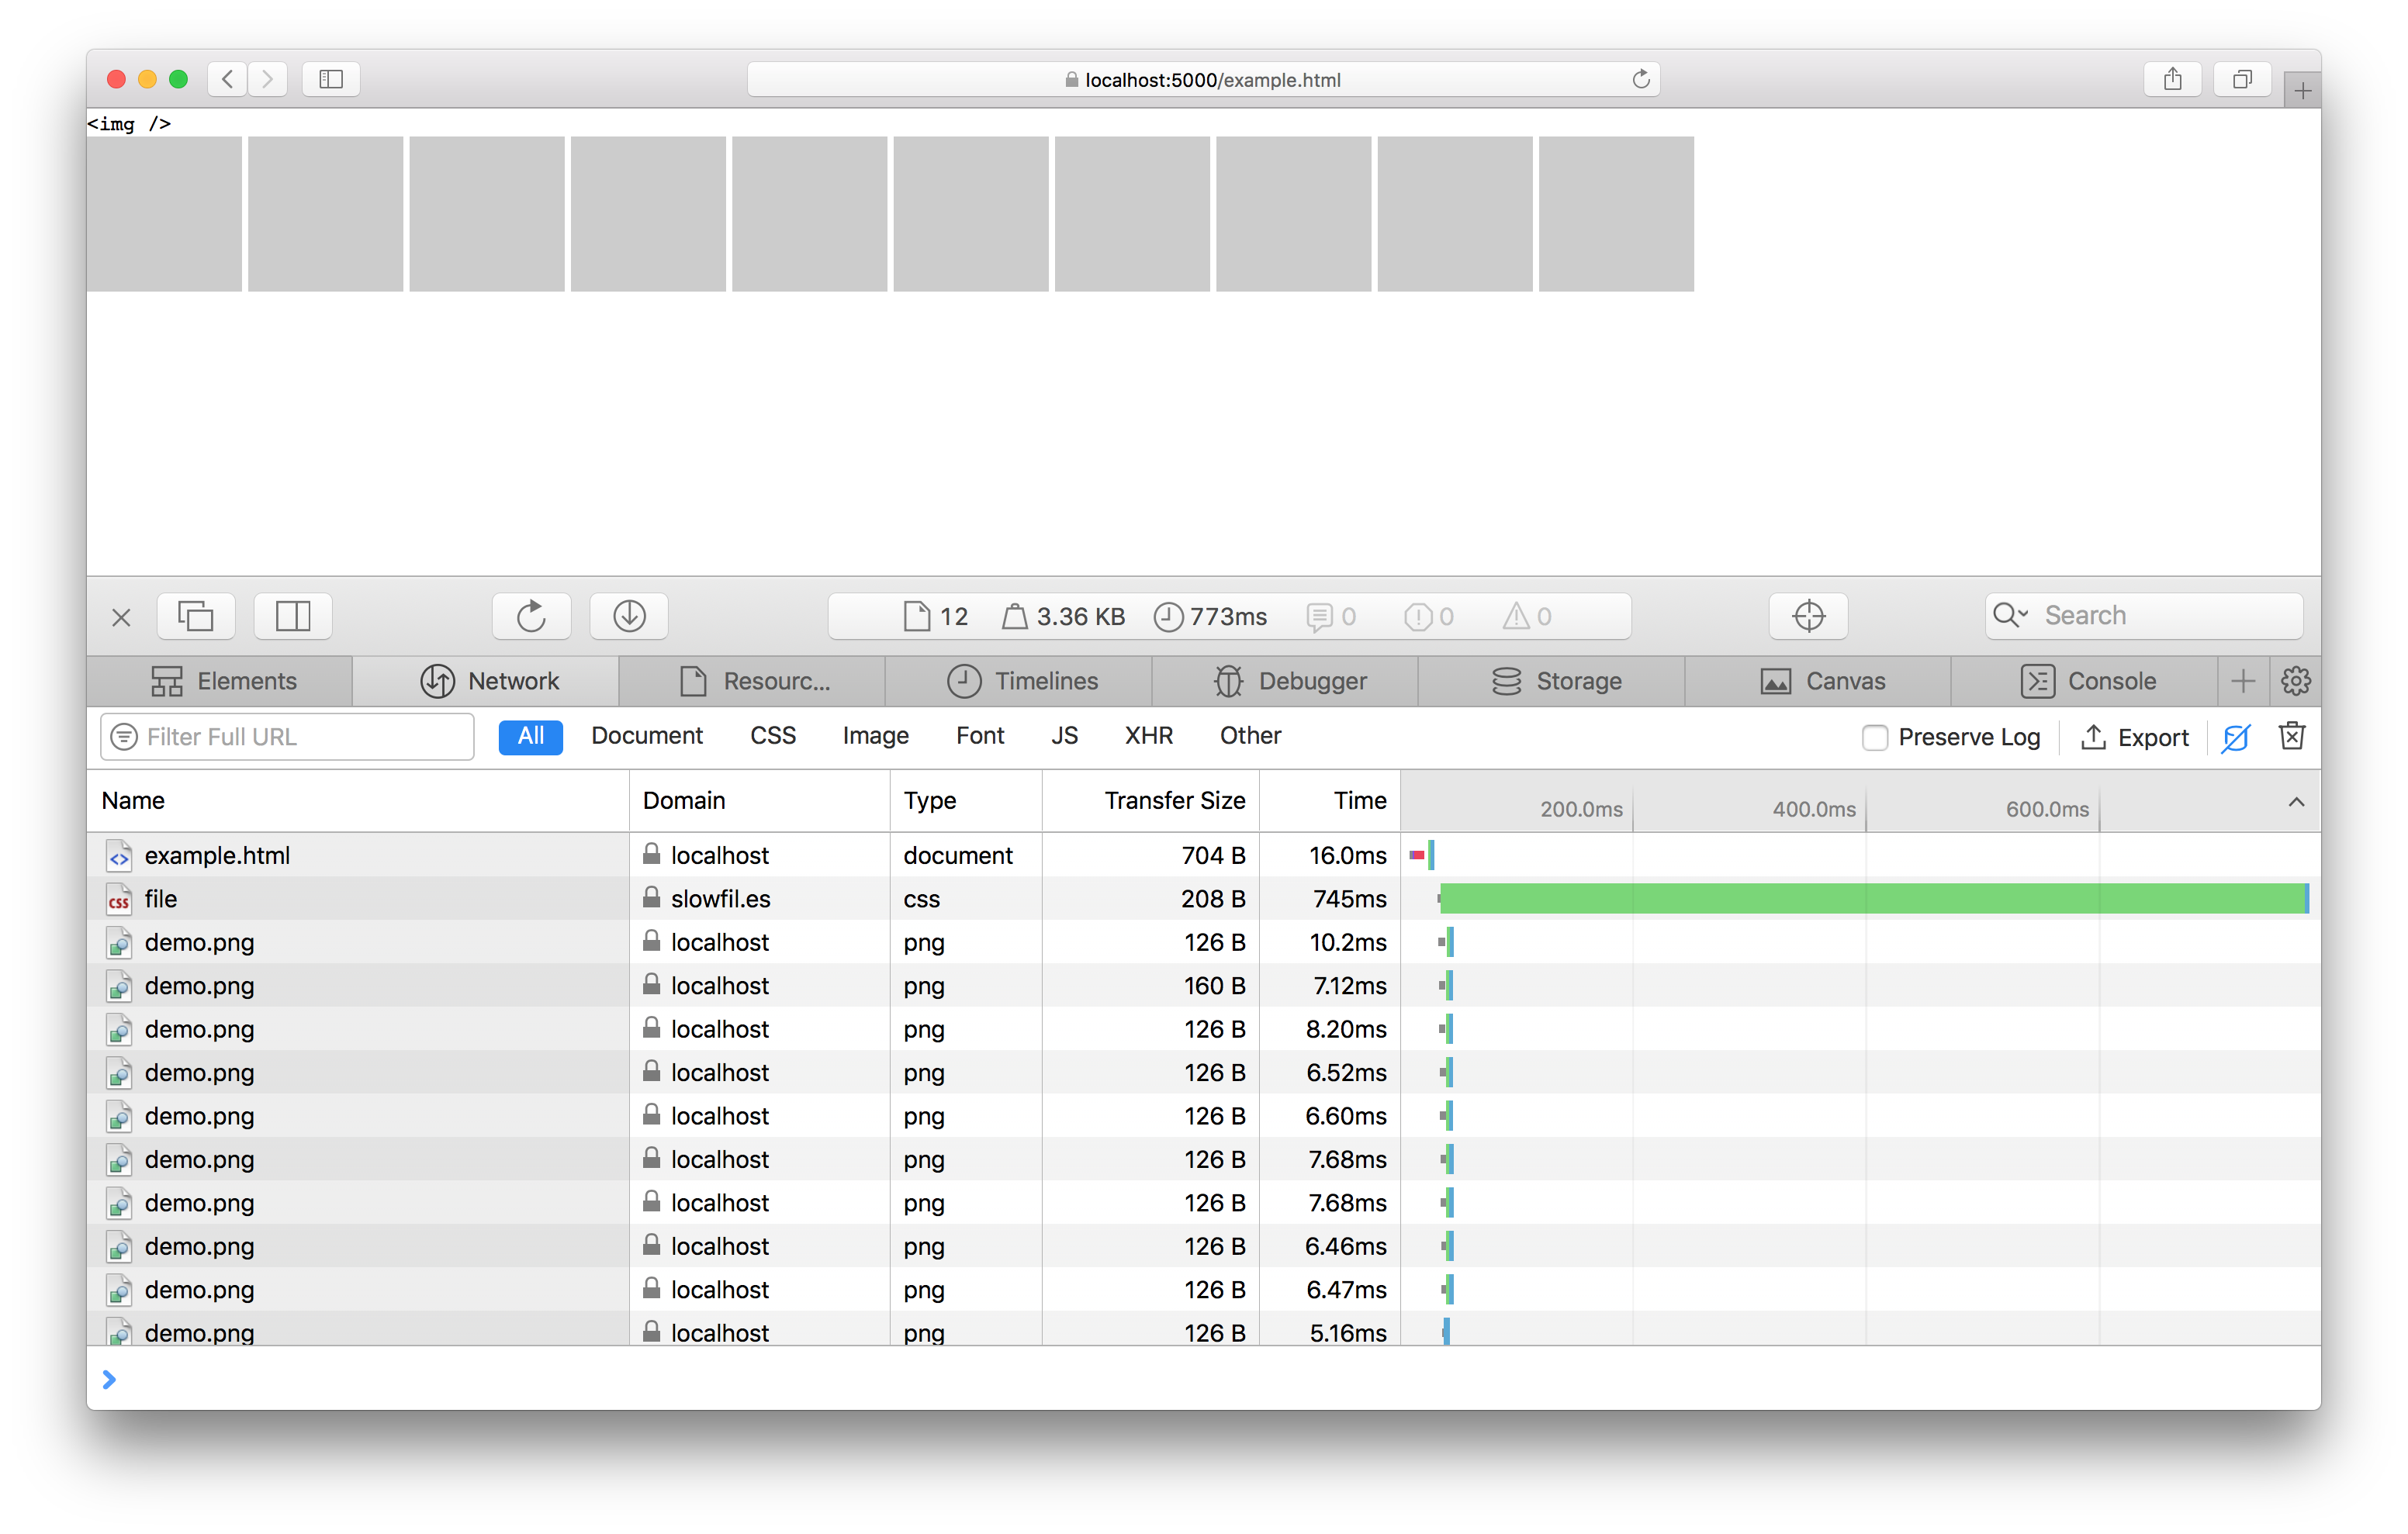 localhost:5000/example.html
<img />
12 3.36 KB 773ms 0 0 0 Search
Elements Network Resourc... Timelines Debugger Storage Canvas Console
Filter Full URL All Document CSS Image Font JS XHR Other Preserve Log Export
Name Domain Type Transfer Size Time 200.0ms 400.0ms 600.0ms
<> example.html localhost document 704 B 16.0ms
css file slowfil.es css 208 B 745ms
demo.png localhost png 126 B 10.2ms
demo.png localhost png 160 B 7.12ms
demo.png localhost png 126 B 8.20ms
demo.png localhost png 126 B 6.52ms
demo.png localhost png 126 B 6.60ms
demo.png localhost png 126 B 7.68ms
demo.png localhost png 126 B 7.68ms
demo.png localhost png 126 B 6.46ms
demo.png localhost png 126 B 6.47ms
demo.png localhost png 126 B 5.16ms